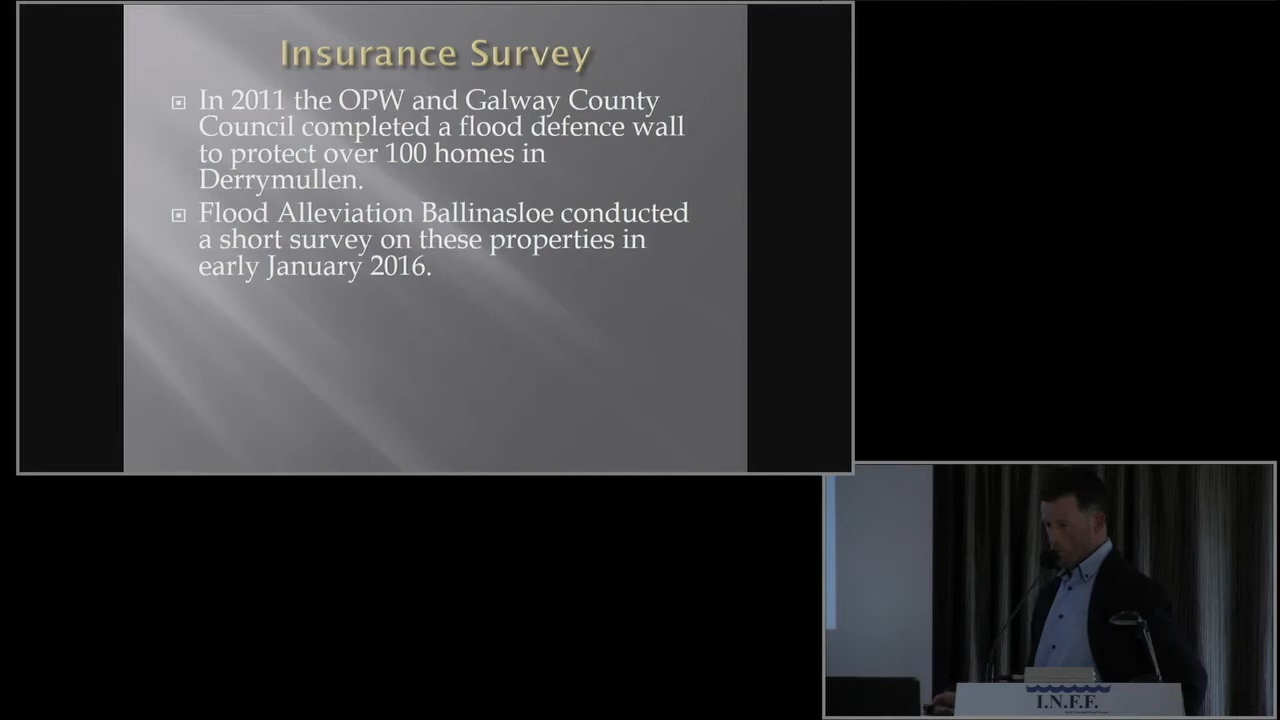 Insurance Survey
In 2011 the OPW and Galway County
Council completed a flood defence wall
to protect over 100 homes in
Derrymullen.
Flood Alleviation Ballinasloe conducted
a short survey on these properties in
early January 2016.
I.N.F.F.